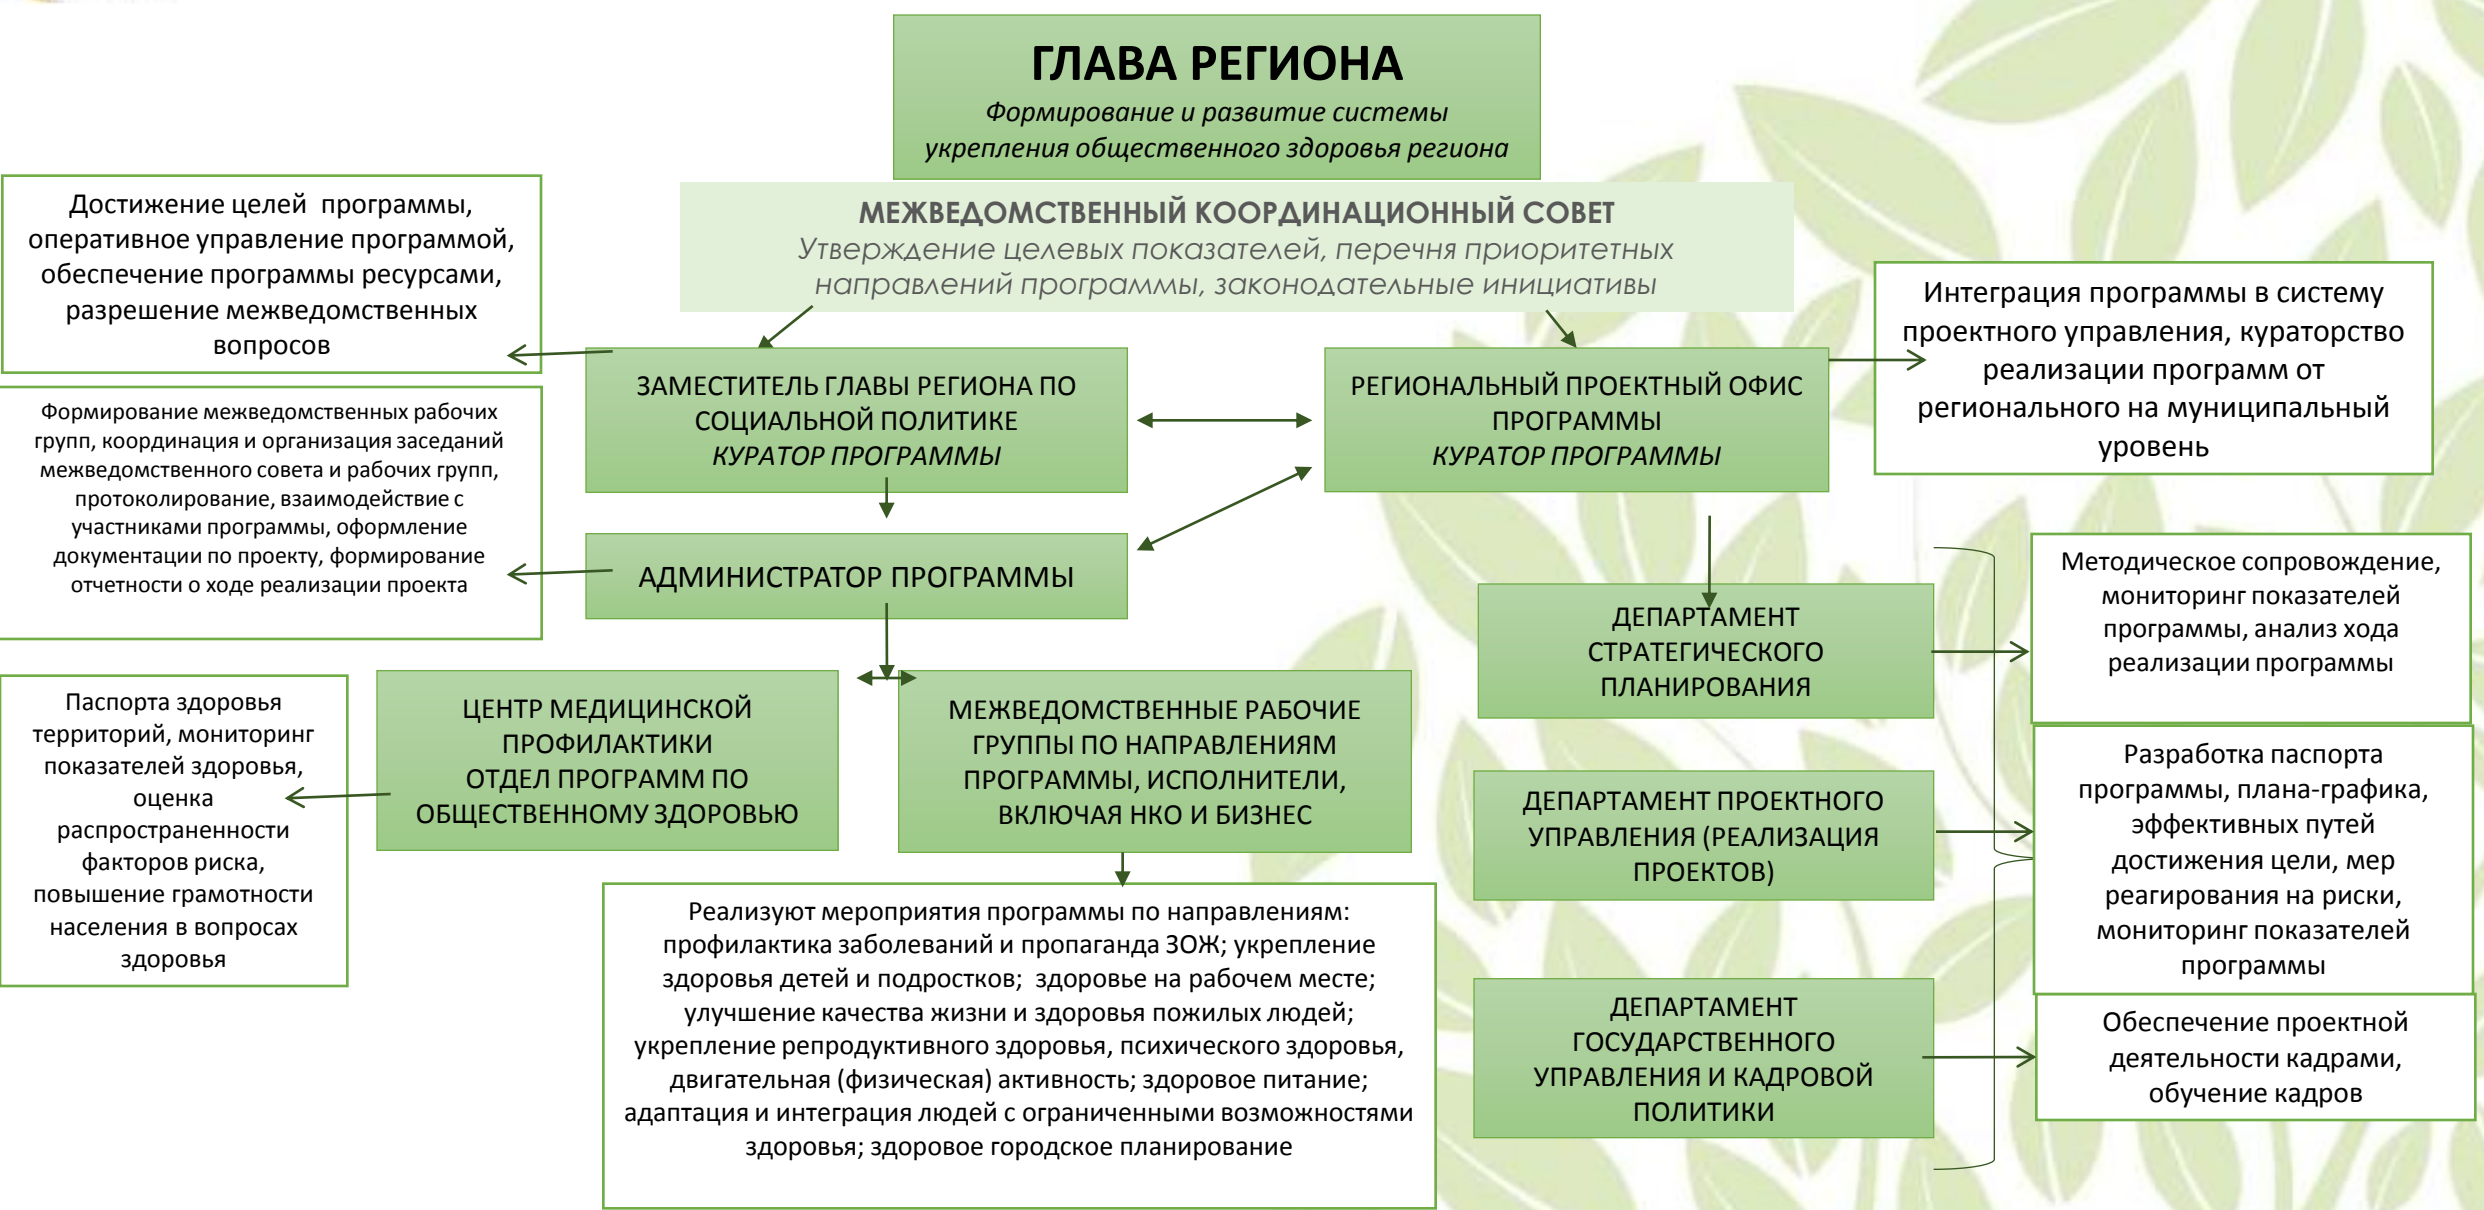 ГЛАВА РЕГИОНА
Формирование и развитие системы
укрепления общественного здоровья региона
МЕЖВЕДОМСТВЕННЫЙ КООРДИНАЦИОННЫЙ СОВЕТ
Утверждение целевых показателей, перечня приоритетных
направлений программы, законодательные инициативы
Достижение целей программы,
оперативное управление программой,
обеспечение программы ресурсами,
разрешение межведомственных
вопросов
ЗАМЕСТИТЕЛЬ ГЛАВЫ РЕГИОНА ПО
СОЦИАЛЬНОЙ ПОЛИТИКЕ
КУРАТОР ПРОГРАММЫ
РЕГИОНАЛЬНЫЙ ПРОЕКТНЫЙ ОФИС
ПРОГРАММЫ
КУРАТОР ПРОГРАММЫ
Интеграция программы в систему
проектного управления, кураторство
реализации программ от
регионального на муниципальный
уровень
Формирование межведомственных рабочих
групп, координация и организация заседаний
межведомственного совета и рабочих групп,
протоколирование, взаимодействие с
участниками программы, оформление
документации по проекту, формирование
отчетности о ходе реализации проекта
АДМИНИСТРАТОР ПРОГРАММЫ
ДЕПАРТАМЕНТ
СТРАТЕГИЧЕСКОГО
ПЛАНИРОВАНИЯ
Методическое сопровождение,
мониторинг показателей
программы, анализ хода
реализации программы
Паспорта здоровья
территорий, мониторинг
показателей здоровья,
оценка
распространенности
факторов риска,
повышение грамотности
населения в вопросах
здоровья
ЦЕНТР МЕДИЦИНСКОЙ
ПРОФИЛАКТИКИ
ОТДЕЛ ПРОГРАММ ПО
ОБЩЕСТВЕННОМУ ЗДОРОВЬЮ
МЕЖВЕДОМСТВЕННЫЕ РАБОЧИЕ
ГРУППЫ ПО НАПРАВЛЕНИЯМ
ПРОГРАММЫ, ИСПОЛНИТЕЛИ,
ВКЛЮЧАЯ НКО И БИЗНЕС
ДЕПАРТАМЕНТ ПРОЕКТНОГО
УПРАВЛЕНИЯ (РЕАЛИЗАЦИЯ
ПРОЕКТОВ)
Разработка паспорта
программы, плана-графика,
эффективных путей
достижения цели, мер
реагирования на риски,
мониторинг показателей
программы
Реализуют мероприятия программы по направлениям:
профилактика заболеваний и пропаганда ЗОЖ; укрепление
здоровья детей и подростков; здоровье на рабочем месте;
улучшение качества жизни и здоровья пожилых людей;
укрепление репродуктивного здоровья, психического здоровья,
двигательная (физическая) активность; здоровое питание;
адаптация и интеграция людей с ограниченными возможностями
здоровья; здоровое городское планирование
ДЕПАРТАМЕНТ
ГОСУДАРСТВЕННОГО
УПРАВЛЕНИЯ И КАДРОВОЙ
ПОЛИТИКИ
Обеспечение проектной
деятельности кадрами,
обучение кадров